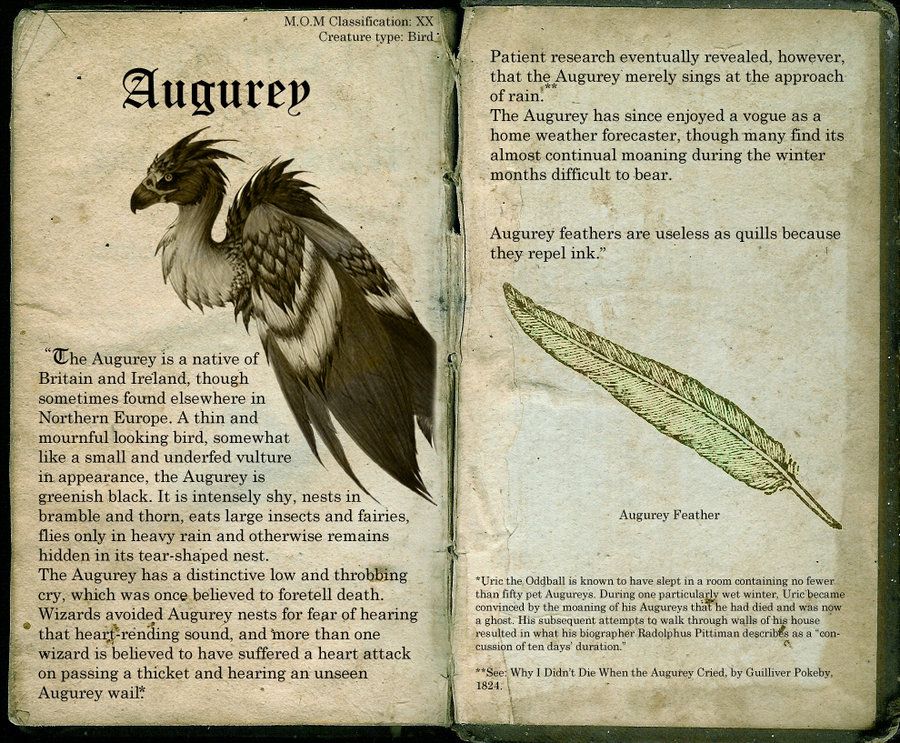 M.O.M Classification: XX
Creature type: Bird
Augurey
“The Augurey is a native of
Britain and Ireland, though
sometimes found elsewhere in
Northern Europe. A thin and
mournful looking bird, somewhat
like a small and underfed vulture
in appearance, the Augurey is
greenish black. It is intensely shy, nests in
bramble and thorn, eats large insects and fairies,
flies only in heavy rain and otherwise remains
hidden in its tear-shaped nest.
The Augurey has a distinctive low and throbbing
cry, which was once believed to foretell death.
Wizards avoided Augurey nests for fear of hearing
that heart-rending sound, and more than one
wizard is believed to have suffered a heart attack
on passing a thicket and hearing an unseen
Augurey wail.*
Patient research eventually revealed, however,
that the Augurey merely sings at the approach
of rain.**
The Augurey has since enjoyed a vogue as a
home weather forecaster, though many find its
almost continual moaning during the winter
months difficult to bear.
Augurey feathers are useless as quills because
they repel ink.”
Augurey Feather
*Uric the Oddball is known to have slept in a room containing no fewer
than fifty pet Augureys. During one particularly wet winter, Uric became
convinced by the moaning of his Augureys that he had died and was now
a ghost. His subsequent attempts to walk through walls of his house
resulted in what his biographer Radolphus Pittiman describes as a “con-
cussion of ten days’ duration.”
**See: Why I Didn’t Die When the Augurey Cried, by Guilliver Pokeby,
1824.